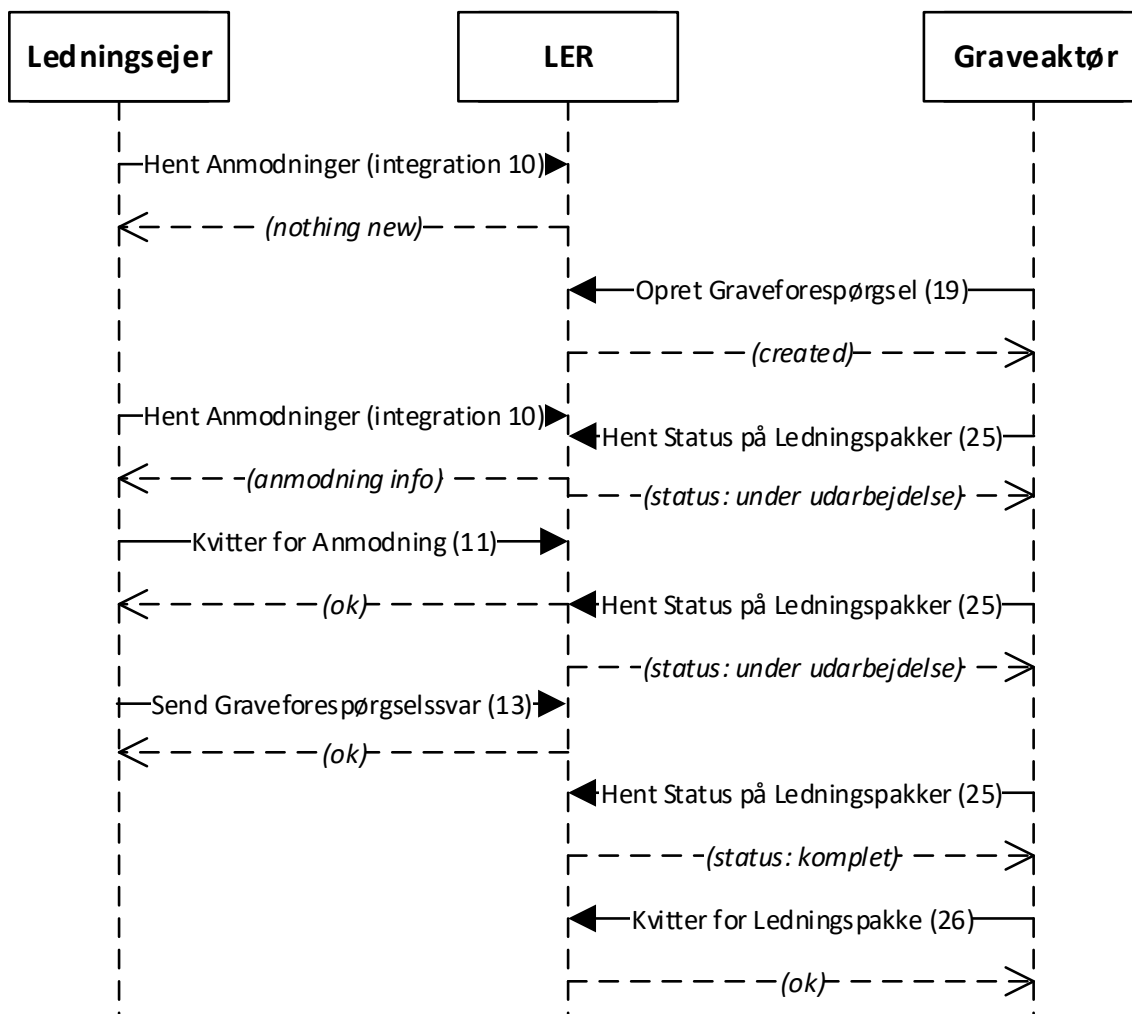 Ledningsejer
LER
Graveaktør
Hent Anmodninger (integration 10)
(nothing new)
Opret Graveforespørgsel (19)
(created)
Hent Anmodninger (integration 10)
Hent Status på Ledningspakker (25)
(anmodning info)
(status: under udarbejdelse)
Kvitter for Anmodning (11)
(ok)
Hent Status på Ledningspakker (25)
(status: under udarbejdelse)
Send Graveforespørgselssvar (13)
(ok)
Hent Status på Ledningspakker (25)
(status: komplet)
Kvitter for Ledningspakke (26)
(ok)